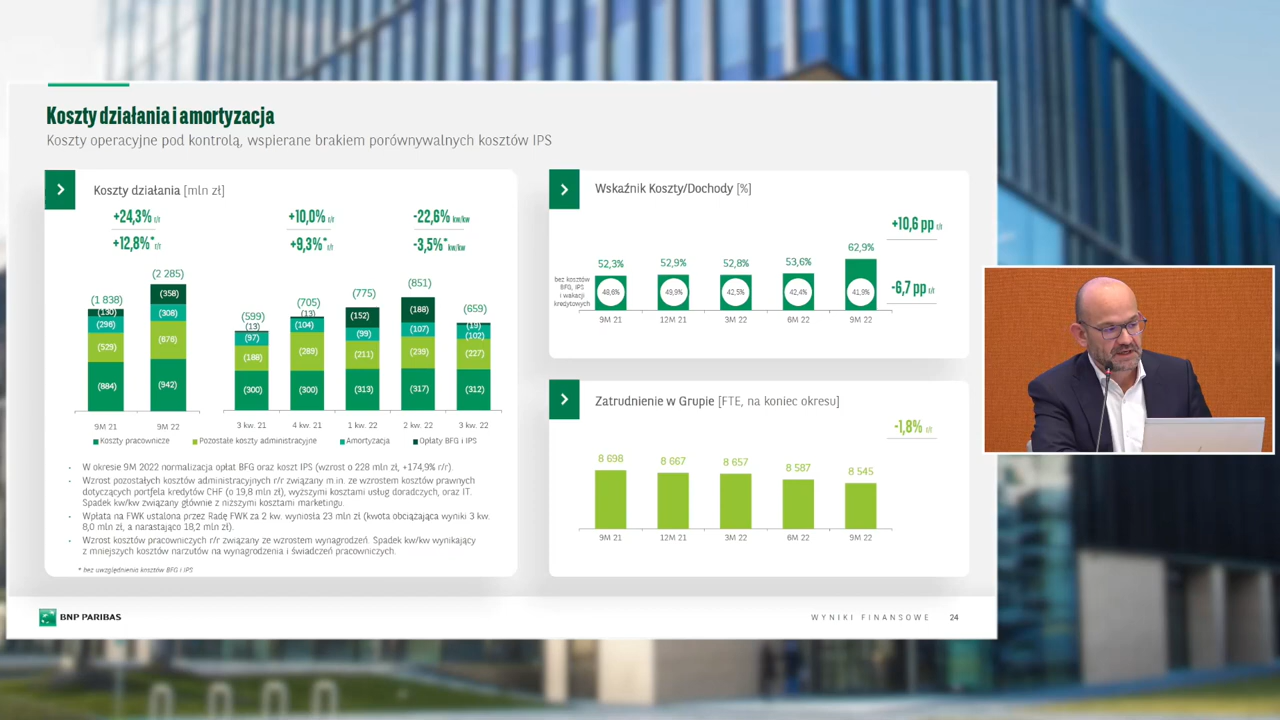 Koszty działania i amortyzacja
Koszty operacyjne pod kontrolą, wspierane brakiem porównywalnych kosztów IPS
Koszty działania [mln zł]
+24,3% r/r
+10,0% r/r
-22,6% kw/kw
+12,8%* r/r
+9,3%* r/r
-3,5%* kw/kw
(1 838)
(130)
(296)
(529)
(884)
9M 21
(2 285)
(358)
(308)
(678)
(942)
9M 22
(599)
(13)
(97)
(188)
(300)
3 kw. 21
(705)
(13)
(104)
(289)
(300)
4 kw. 21
(775)
(152)
(99)
(211)
(313)
1 kw. 22
(851)
(188)
(107)
(239)
(317)
2 kw. 22
(659)
(19)
(102)
(227)
(312)
3 kw. 22
Koszty pracownicze
Pozostałe koszty administracyjne
Amortyzacja
Opłaty BFG i IPS
- W okresie 9M 2022 normalizacja opłat BFG oraz koszt IPS (wzrost o 228 mln zł, +174,9% r/r).
- Wzrost pozostałych kosztów administracyjnych r/r związany m.in. ze wzrostem kosztów prawnych
dotyczących portfela kredytów CHF (o 19,8 mln zł), wyższymi kosztami usług doradczych, oraz IT.
Spadek kw/kw związany głównie z niższymi kosztami marketingu.
- Wpłata na FWK ustalona przez Radę FWK za 2 kw. wyniosła 23 mln zł (kwota obciążająca wyniki 3 kw.
8,0 mln zł, a narastająco 18,2 mln zł).
- Wzrost kosztów pracowniczych r/r związany ze wzrostem wynagrodzeń. Spadek kw/kw wynikający
z mniejszych kosztów narzutów na wynagrodzenia i świadczeń pracowniczych.
* bez uwzględnienia kosztów BFG i IPS
Wskaźnik Koszty/Dochody [%]
+10,6 pp r/r
-6,7 pp r/r
52,3%
52,9%
52,8%
53,6%
62,9%
bez kosztów
BFG, IPS
i wakacji
kredytowych
48,6%
49,9%
42,5%
42,4%
41,9%
9M 21
12M 21
3M 22
6M 22
9M 22
Zatrudnienie w Grupie [FTE, na koniec okresu]
-1,8% r/r
8 698
8 667
8 657
8 587
8 545
9M 21
12M 21
3M 22
6M 22
9M 22
BNP PARIBAS
WYNIKI FINANSOWE 24